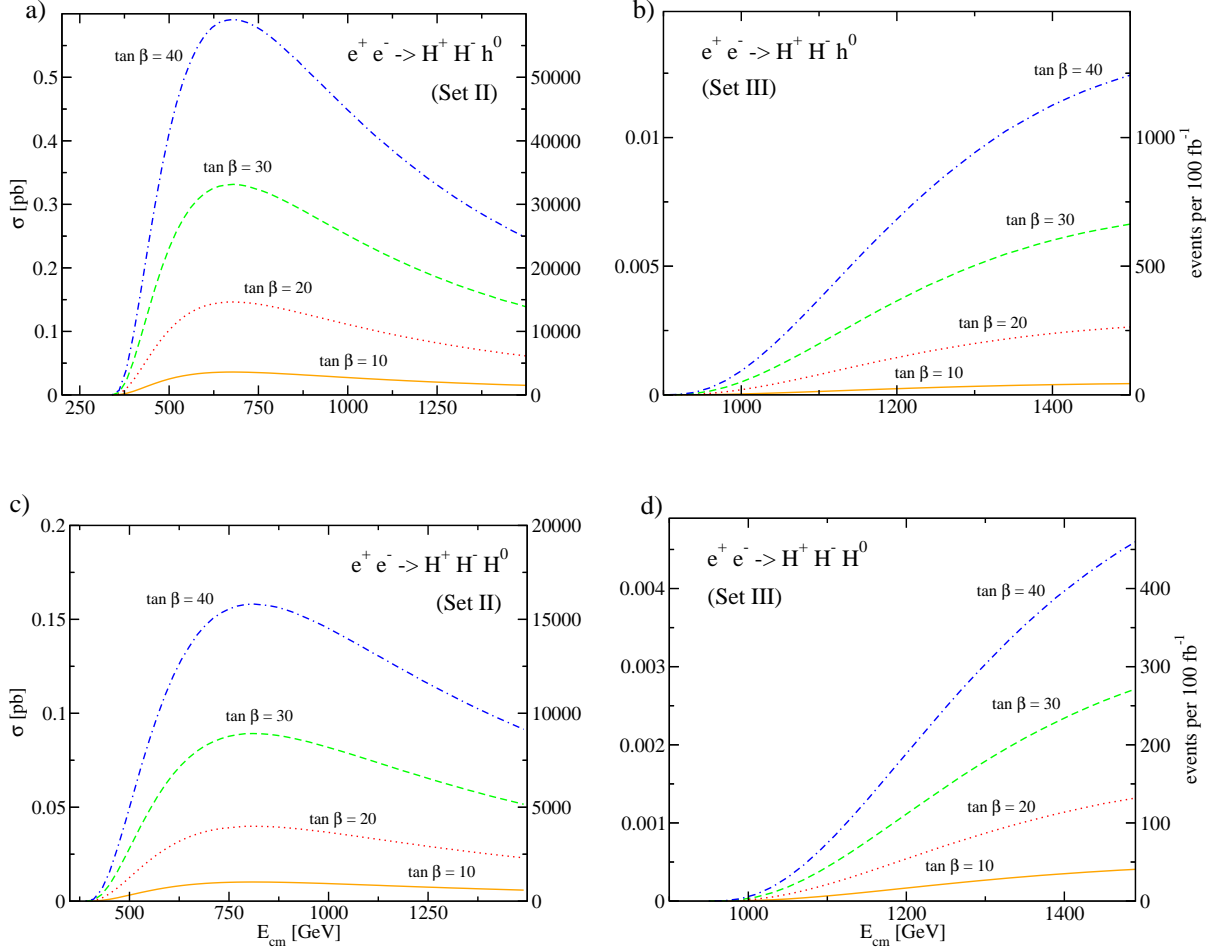 a)
e+ e- -> H+ H- h0
(Set II)
tan β = 40
tan β = 30
tan β = 20
tan β = 10
σ [pb]
0.5
0.4
0.3
0.2
0.1
0
50000
40000
30000
20000
10000
0
250 500 750 1000 1250
b)
e+ e- -> H+ H- h0
(Set III)
tan β = 40
tan β = 30
tan β = 20
tan β = 10
0.01
0.005
0
1000
500
0
events per 100 fb-1
1000 1200 1400
c)
e+ e- -> H+ H- H0
(Set II)
tan β = 40
tan β = 30
tan β = 20
tan β = 10
σ [pb]
0.2
0.15
0.1
0.05
0
20000
15000
10000
5000
0
500 750 1000 1250
Ecm [GeV]
d)
e+ e- -> H+ H- H0
(Set III)
tan β = 40
tan β = 30
tan β = 20
tan β = 10
0.004
0.003
0.002
0.001
0
400
300
200
100
0
events per 100 fb-1
1000 1200 1400
Ecm [GeV]